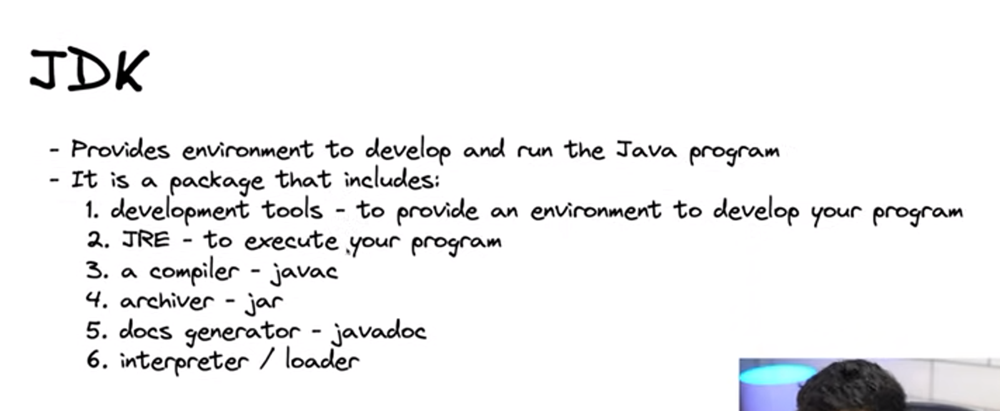 JDK
- Provides environment to develop and run the Java program
- It is a package that includes:
1. development tools - to provide an environment to develop your program
2. JRE - to execute your program
3. a compiler - javac
4. archiver - jar
5. docs generator - javadoc
6. interpreter / loader